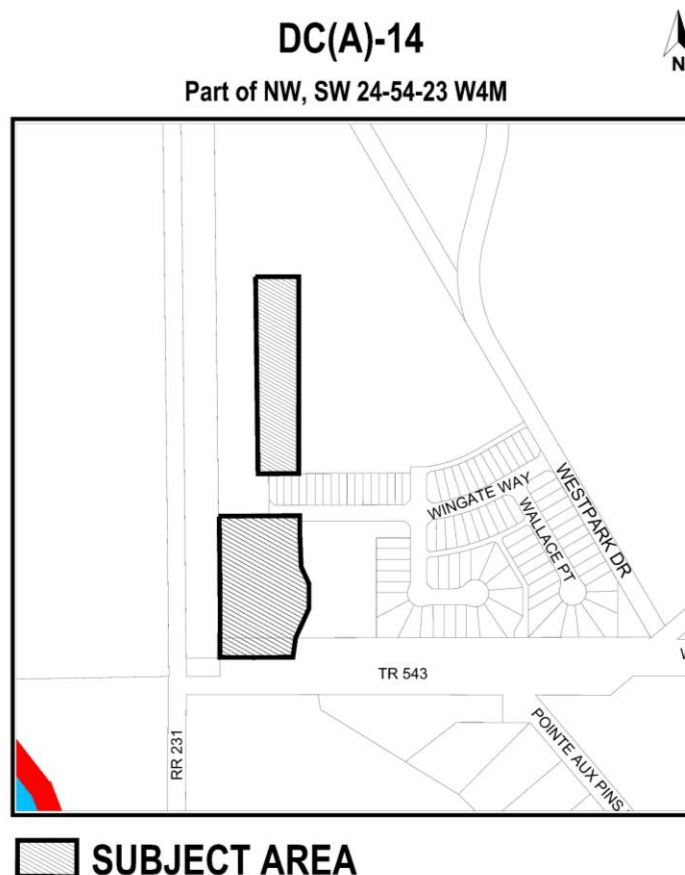 DC(A)-14
N
Part of NW, SW 24-54-23 W4M
WINGATE WAY
WALLACE PT
WESTPARK DR
TR 543
W
RR 231
POINTE AUX PINS
SUBJECT AREA